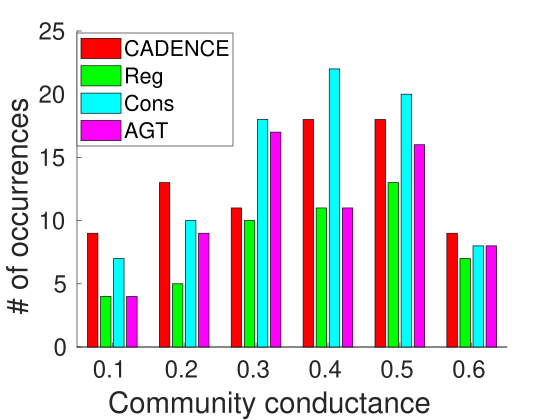 25
20
15
10
5
0
# of occurrences
CADENCE
Reg
Cons
AGT
0.1 0.2 0.3 0.4 0.5 0.6
Community conductance